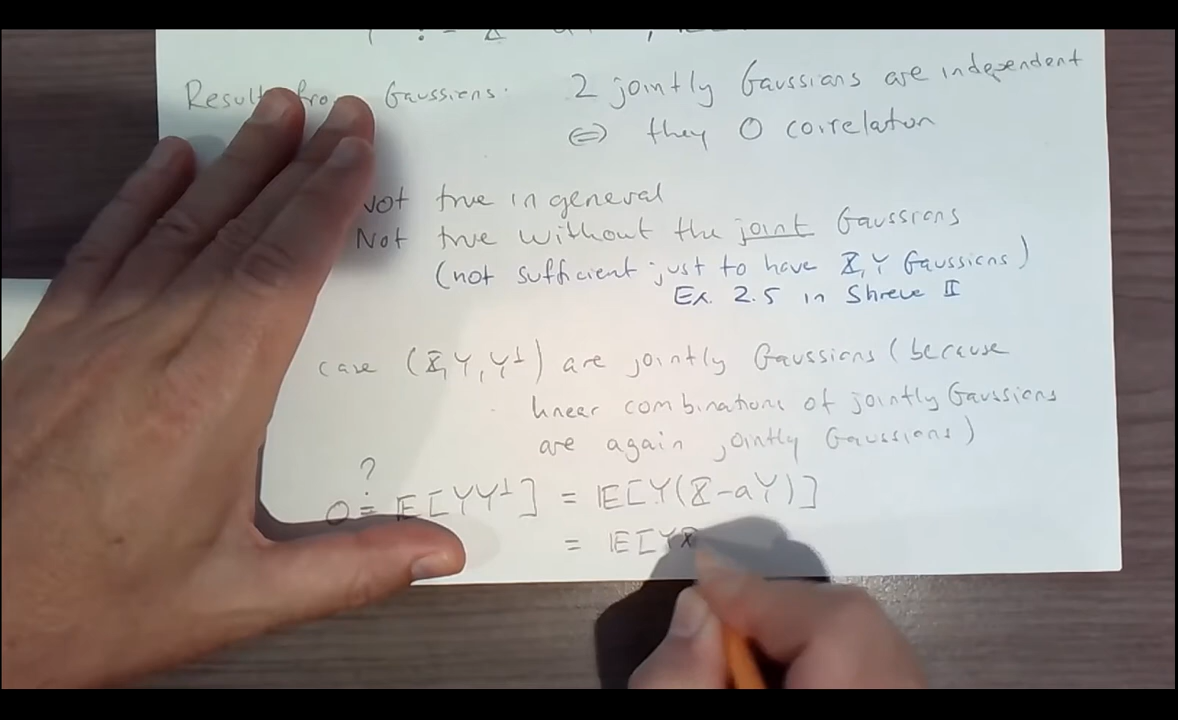 Result from Gaussians: 2 jointly Gaussians are independent
⇔ they 0 correlation
Not true in general
Not true without the joint Gaussians
(not sufficient just to have X, Y Gaussians)
Ex. 2.5 in Shreve II
case (X, Y, Y⊥) are jointly Gaussians (because
linear combinations of jointly Gaussians
are again jointly Gaussians)
?
0 = E[YY⊥] = E[Y(X-aY)]
= E[YX